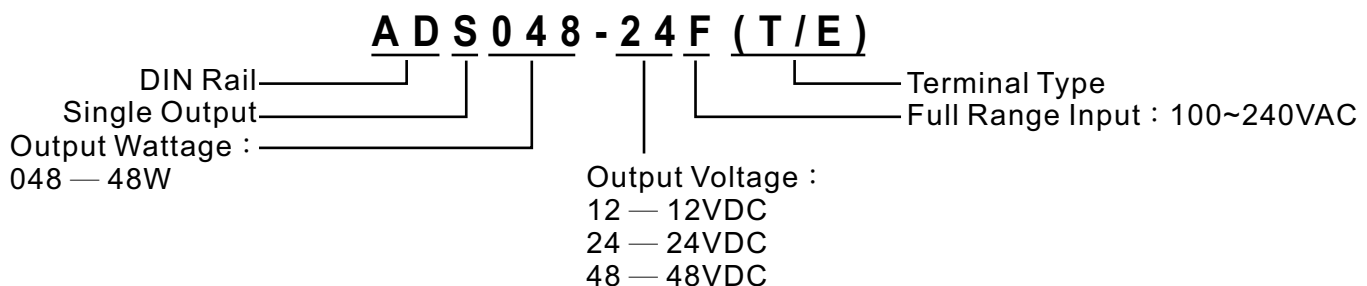 ADS048-24F(T/E)
DIN Rail
Single Output
Output Wattage：
048 — 48W
Terminal Type
Full Range Input：100~240VAC
Output Voltage：
12 — 12VDC
24 — 24VDC
48 — 48VDC